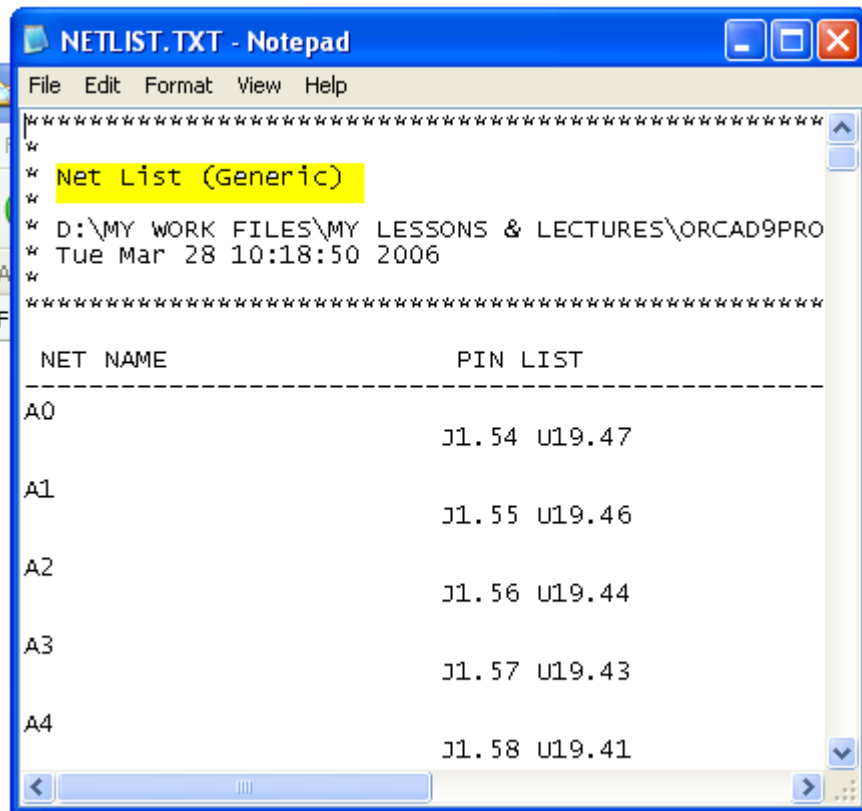 NETLIST.TXT - Notepad
File Edit Format View Help
**************************************************
*
* Net List (Generic)
*
* D:\MY WORK FILES\MY LESSONS & LECTURES\ORCAD9PRO
* Tue Mar 28 10:18:50 2006
*
**************************************************
NET NAME PIN LIST
--------------------------------------------------
A0
J1.54 U19.47
A1
J1.55 U19.46
A2
J1.56 U19.44
A3
J1.57 U19.43
A4
J1.58 U19.41